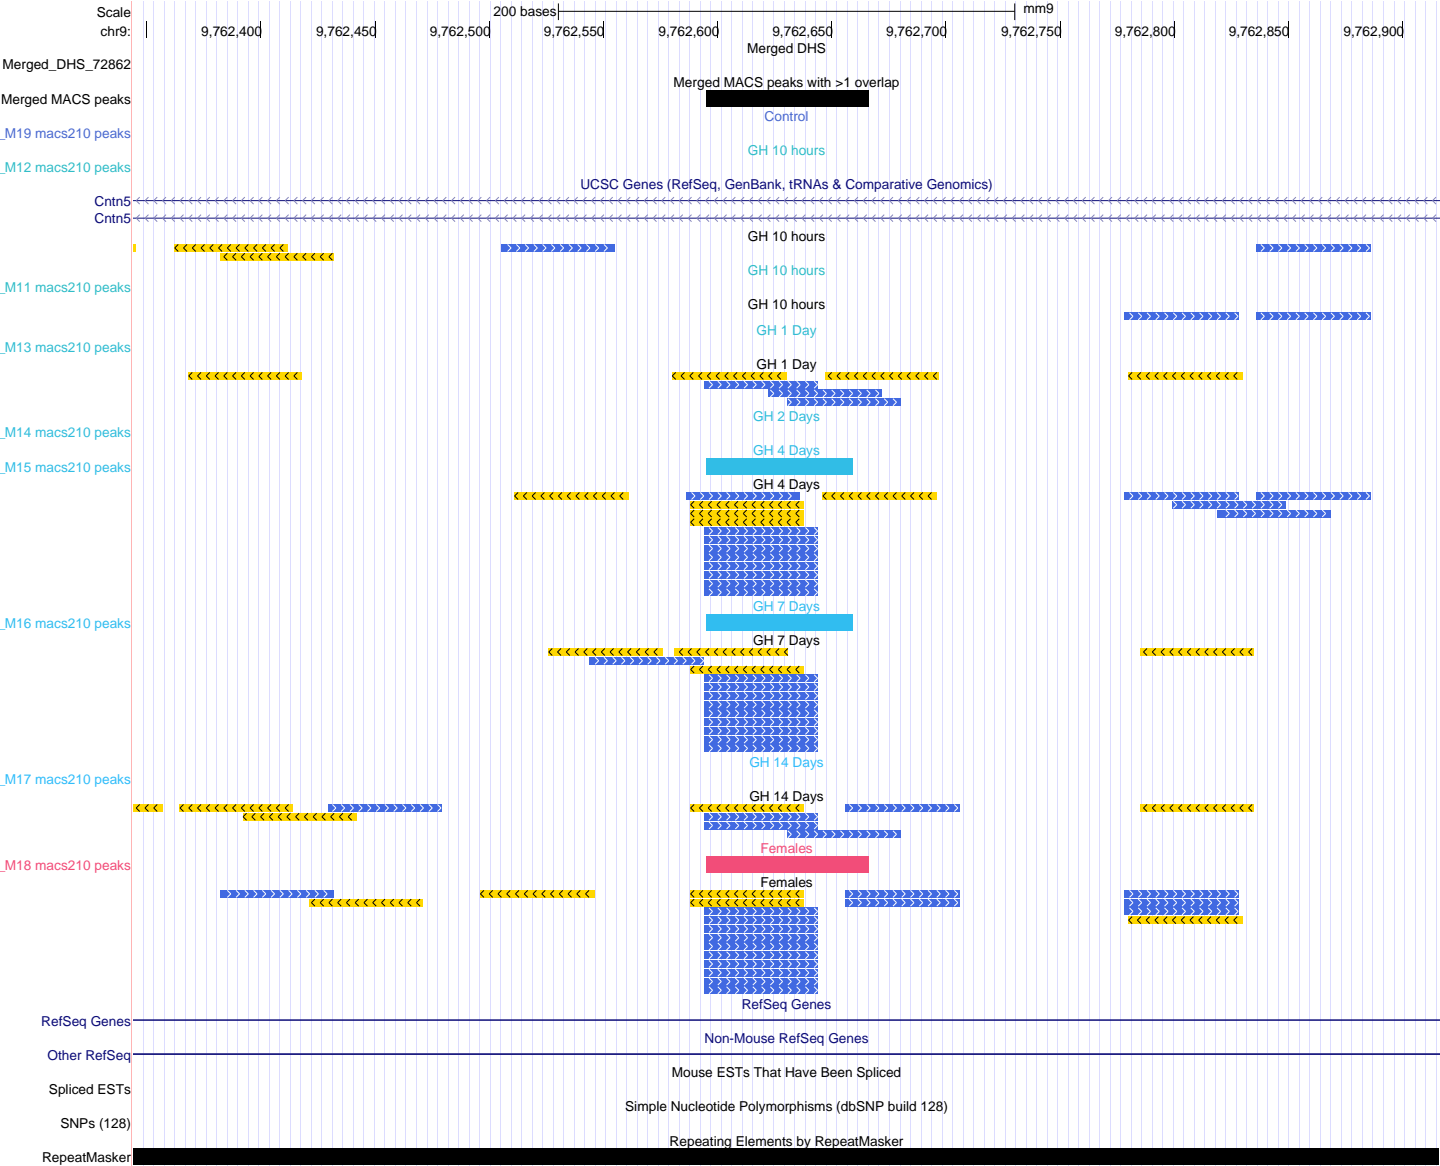 Scale 200 bases mm9
chr9: 9,762,400 9,762,450 9,762,500 9,762,550 9,762,600 9,762,650 9,762,700 9,762,750 9,762,800 9,762,850 9,762,900
Merged DHS
Merged_DHS_72862
Merged MACS peaks with >1 overlap
Merged MACS peaks
Control
_M19 macs210 peaks
GH 10 hours
_M12 macs210 peaks
UCSC Genes (RefSeq, GenBank, tRNAs & Comparative Genomics)
Cntn5
Cntn5
GH 10 hours
GH 10 hours
_M11 macs210 peaks
GH 10 hours
GH 1 Day
_M13 macs210 peaks
GH 1 Day
GH 2 Days
_M14 macs210 peaks
GH 4 Days
_M15 macs210 peaks
GH 4 Days
GH 7 Days
_M16 macs210 peaks
GH 7 Days
GH 14 Days
_M17 macs210 peaks
GH 14 Days
Females
_M18 macs210 peaks
Females
RefSeq Genes
RefSeq Genes
Non-Mouse RefSeq Genes
Other RefSeq
Mouse ESTs That Have Been Spliced
Spliced ESTs
Simple Nucleotide Polymorphisms (dbSNP build 128)
SNPs (128)
Repeating Elements by RepeatMasker
RepeatMasker